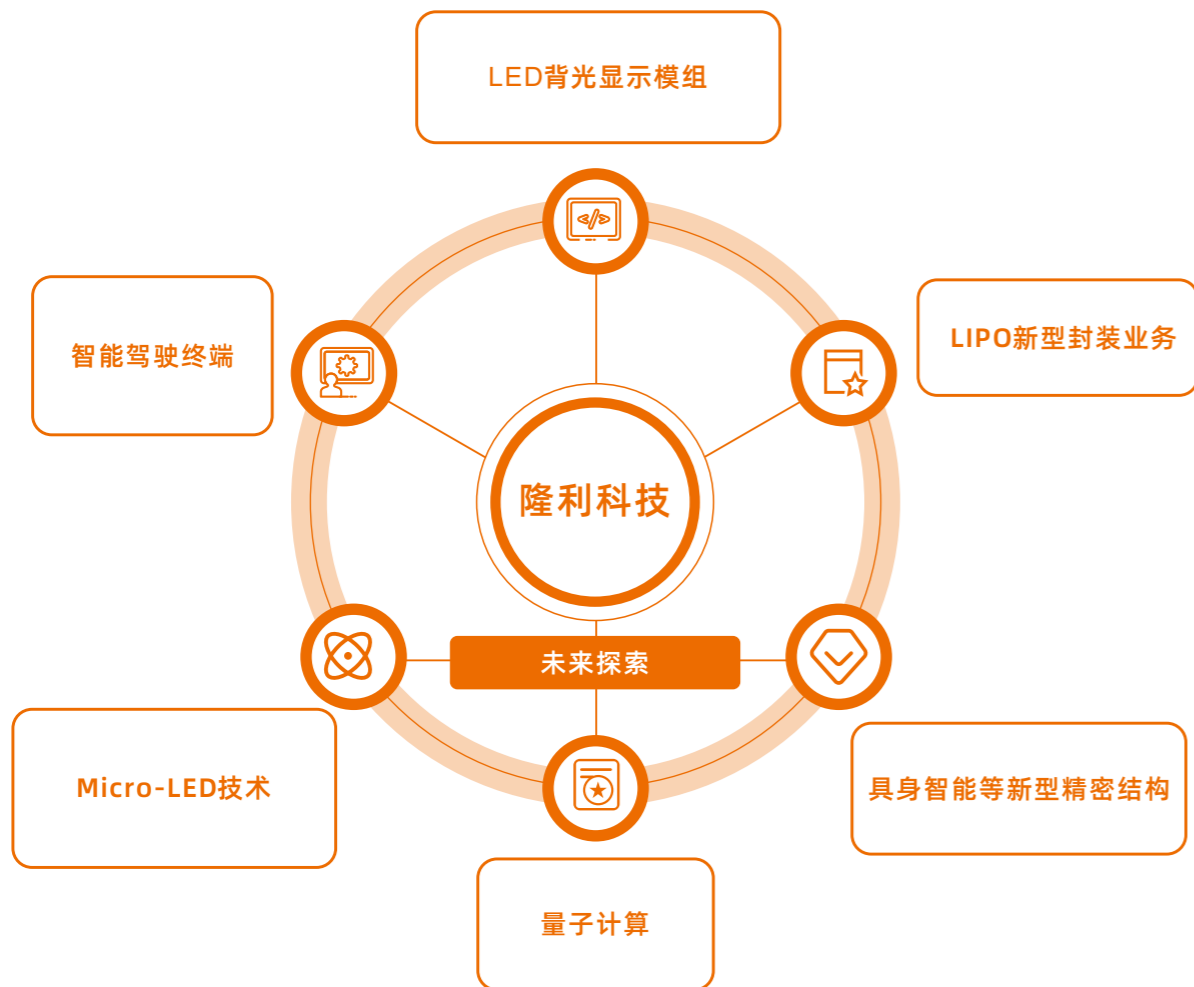 LED背光显示模组
智能驾驶终端
LIPO新型封装业务
隆利科技
未来探索
Micro-LED技术
具身智能等新型精密结构
量子计算